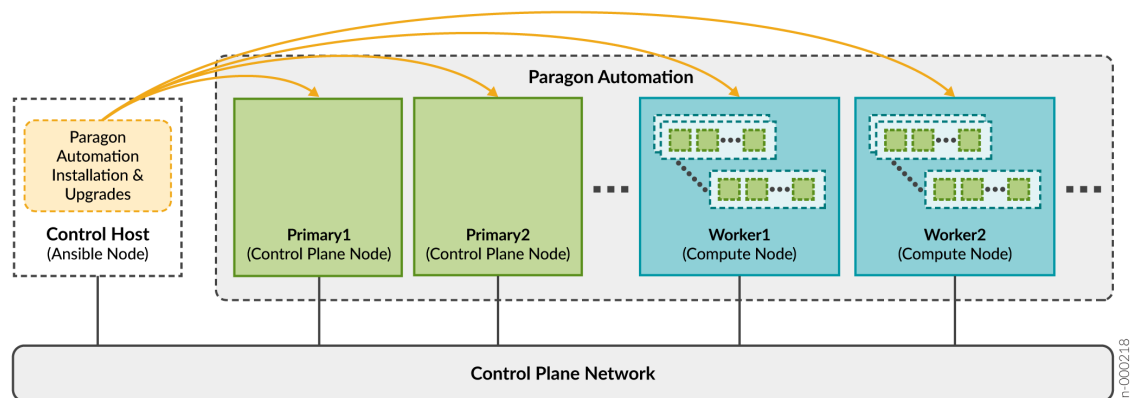 Paragon Automation
Paragon
Automation
Installation &
Upgrades
Control Host
(Ansible Node)
Primary1
(Control Plane Node)
Primary2
(Control Plane Node)
Worker1
(Compute Node)
Worker2
(Compute Node)
Control Plane Network
n-000218